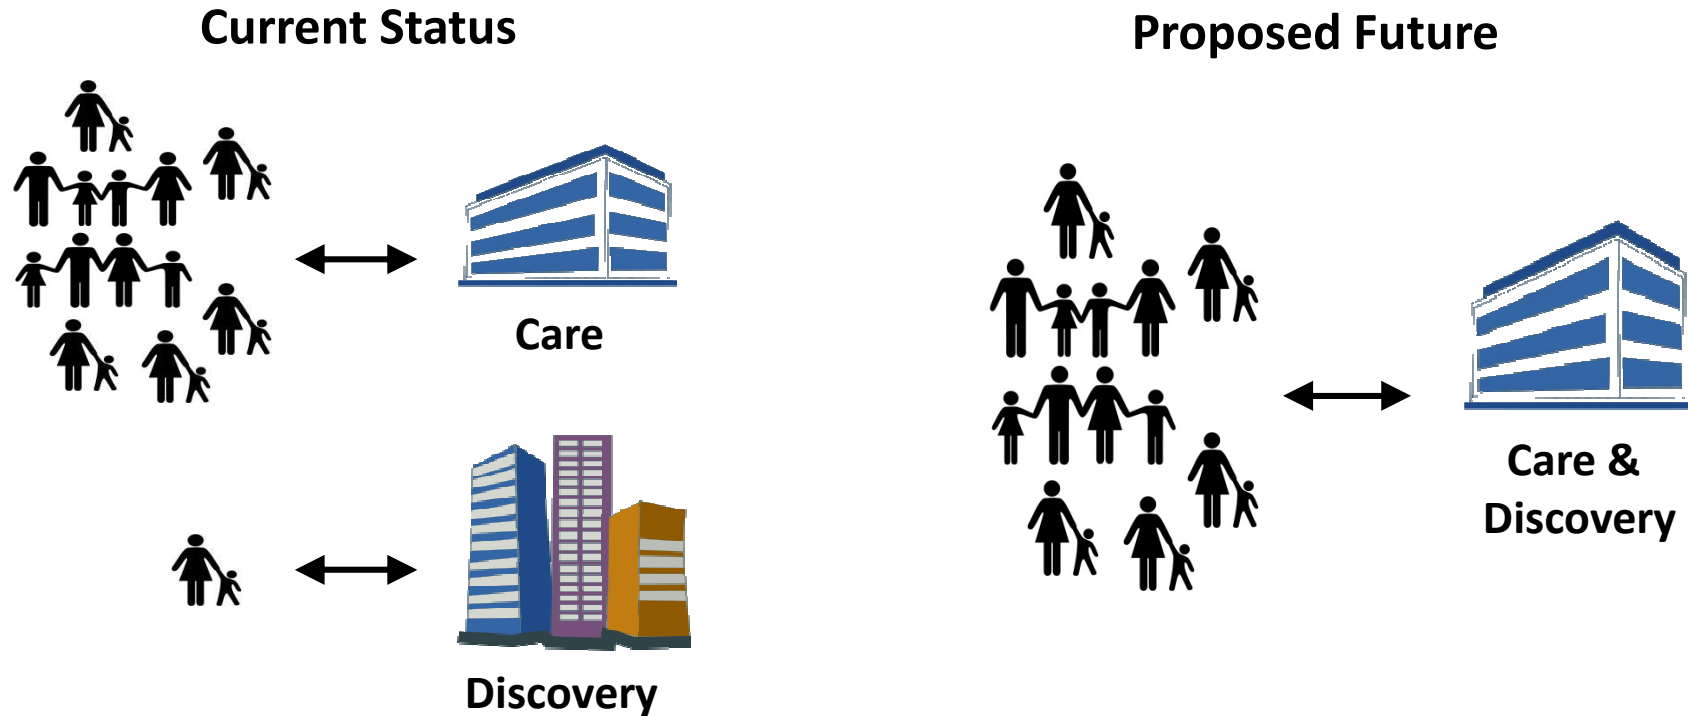 Current Status
Proposed Future
Care
Discovery
Care &
Discovery